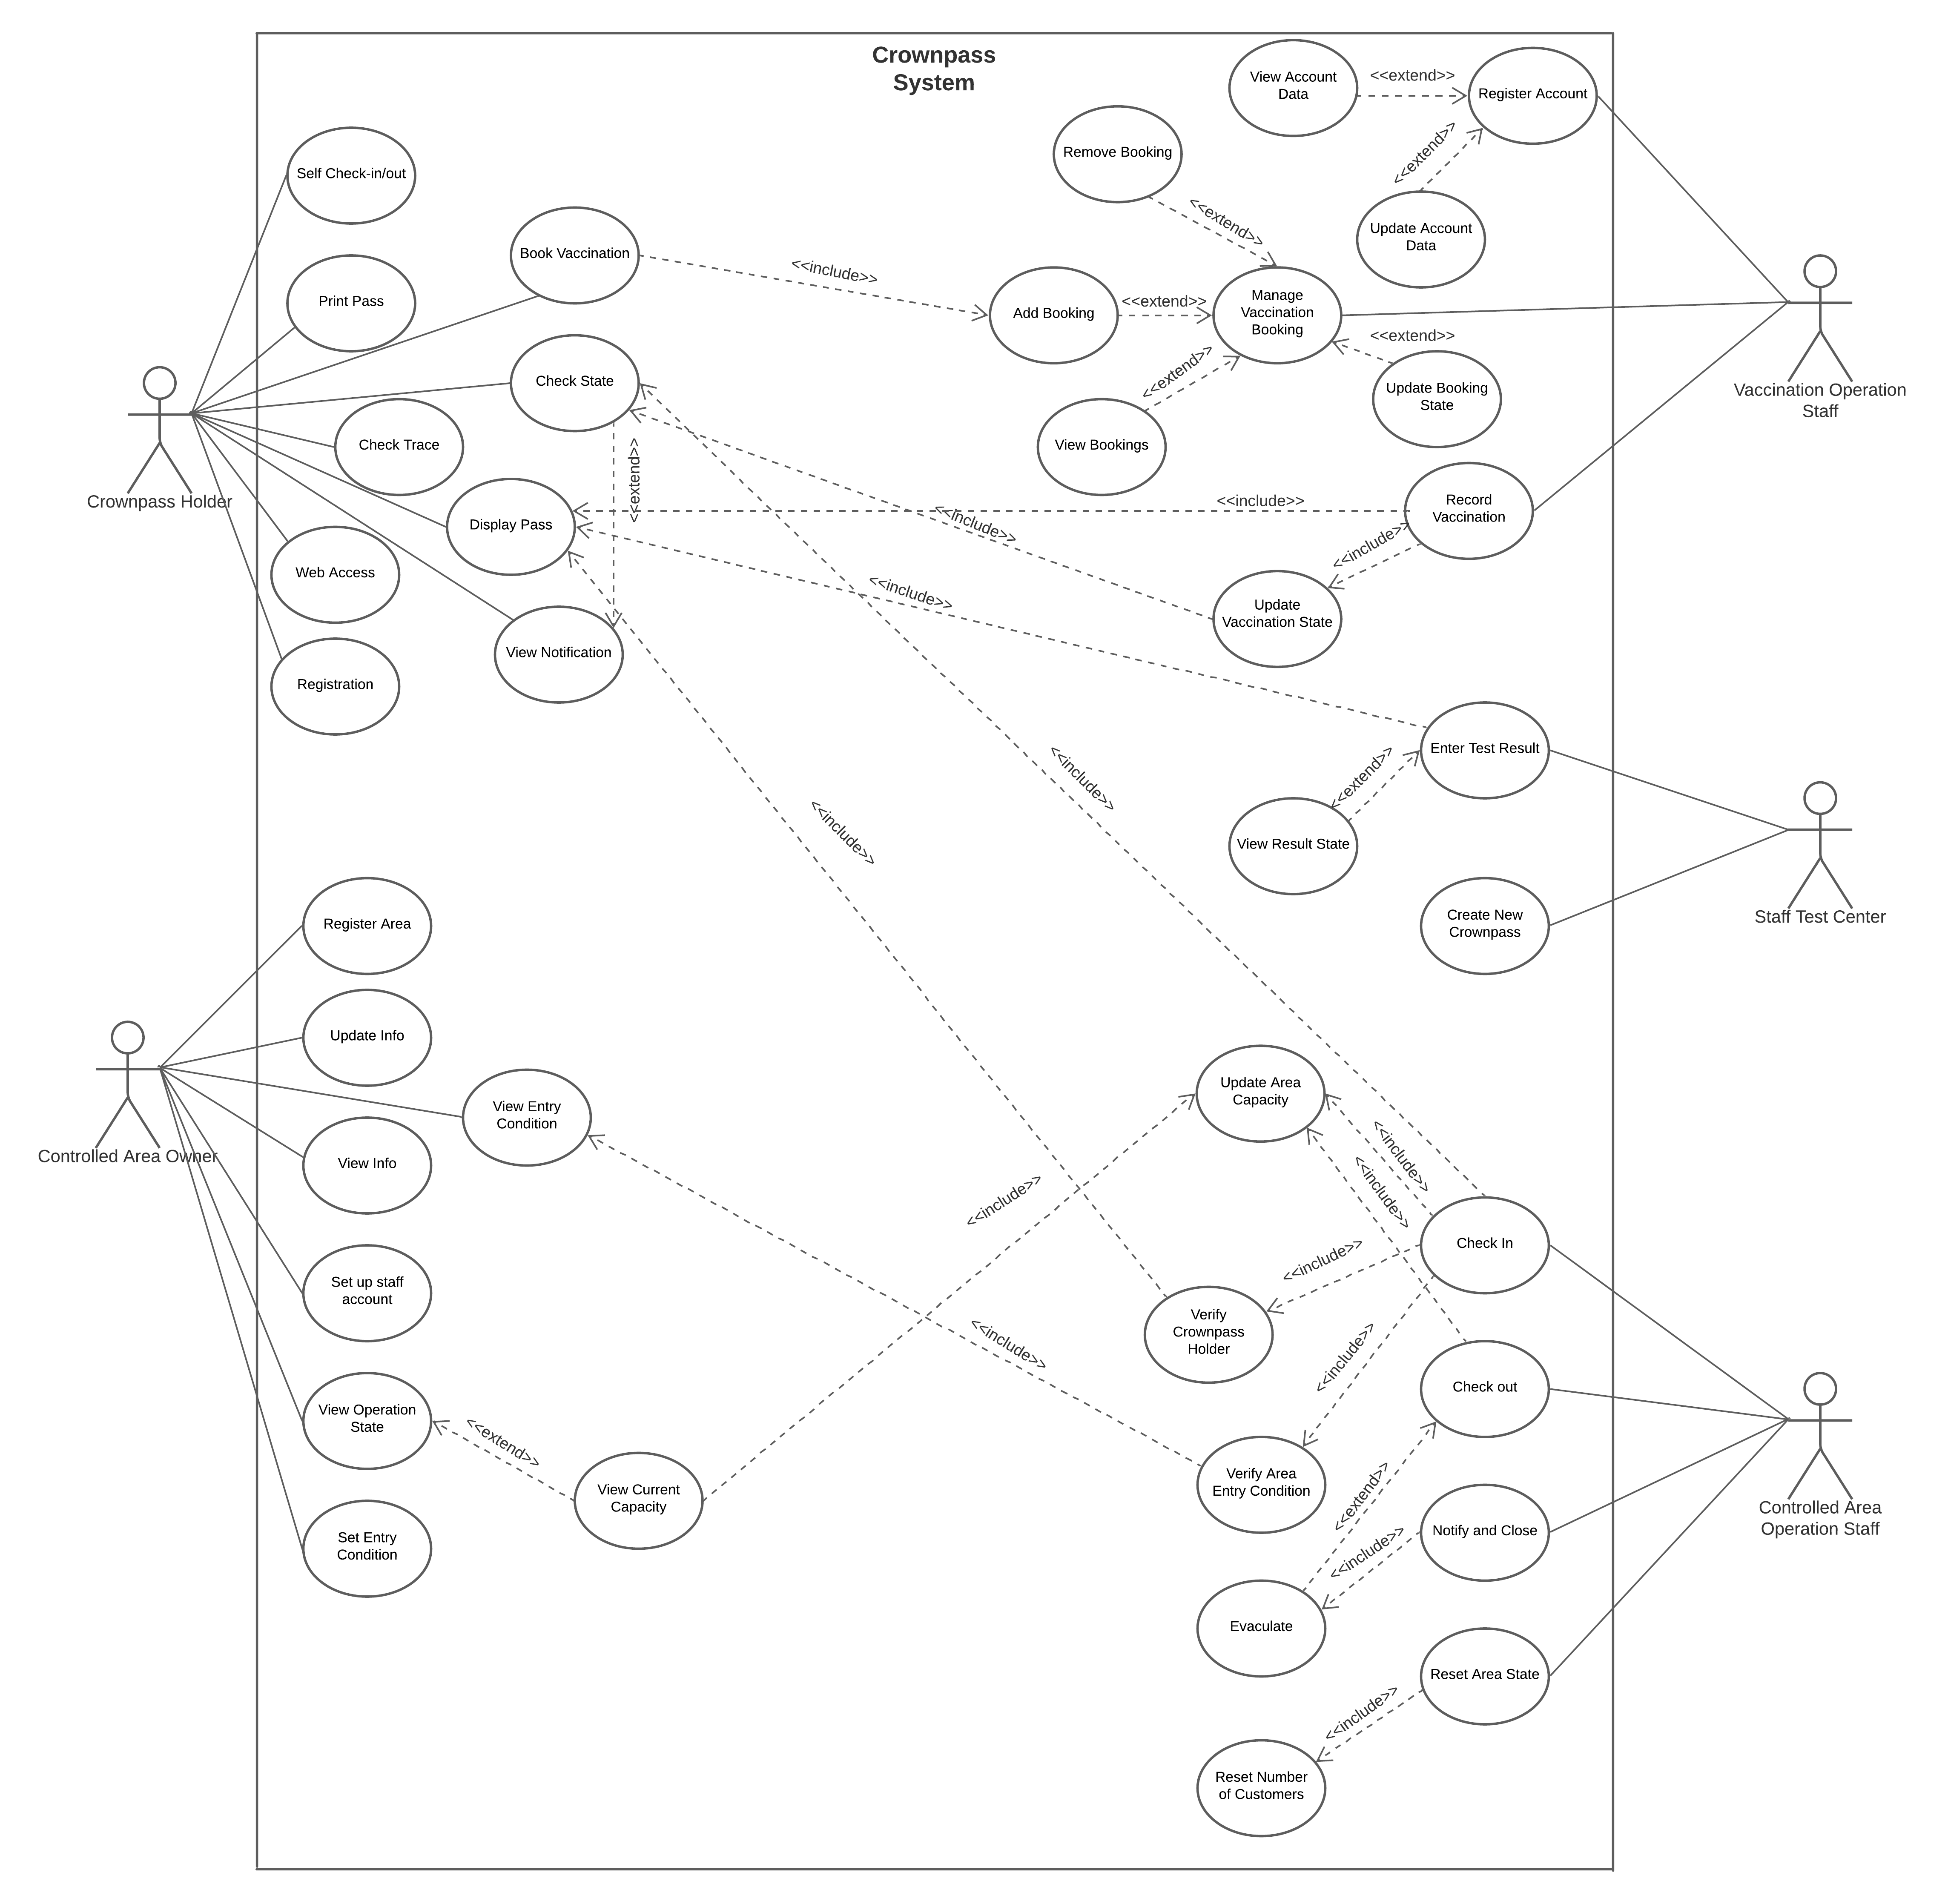 Crownpass
System
View Account
Data
<<extend>>
Register Account
<<extend>>
Remove Booking
Update Account
Data
Self Check-in/out
<<extend>>
Book Vaccination
<<include>>
Print Pass
Add Booking
<<extend>>
Manage
Vaccination
Booking
<<extend>>
Check State
<<extend>>
Update Booking
State
Vaccination Operation
Staff
Check Trace
View Bookings
<<extend>>
Crownpass Holder
Display Pass
<<include>>
<<include>>
Record
Vaccination
<<include>>
Web Access
<<include>>
Update
Vaccination State
View Notification
Registration
Enter Test Result
<<include>>
<<extend>>
<<include>>
View Result State
Register Area
Create New
Crownpass
Staff Test Center
Update Info
Update Area
Capacity
View Entry
Condition
<<include>>
Controlled Area Owner
View Info
<<include>>
<<include>>
Check In
<<include>>
Set up staff
account
Verify
Crownpass
Holder
<<include>>
<<include>>
Check out
View Operation
State
<<extend>>
Verify Area
Entry Condition
View Current
Capacity
<<extend>>
Controlled Area
Operation Staff
Notify and Close
<<include>>
Set Entry
Condition
Evaculate
Reset Area State
<<include>>
Reset Number
of Customers